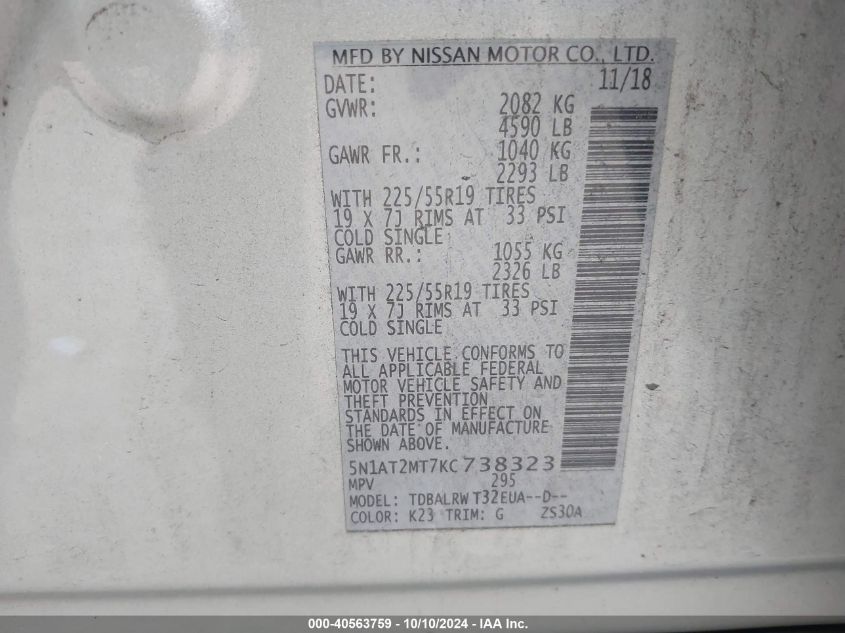 MFD BY NISSAN MOTOR CO., LTD.
DATE: 11/18
GVWR: 2082 KG
4590 LB
GAWR FR.: 1040 KG
2293 LB
WITH 225/55R19 TIRES
19 X 7J RIMS AT 33 PSI
COLD SINGLE
GAWR RR.: 1055 KG
2326 LB
WITH 225/55R19 TIRES
19 X 7J RIMS AT 33 PSI
COLD SINGLE
THIS VEHICLE CONFORMS TO
ALL APPLICABLE FEDERAL
MOTOR VEHICLE SAFETY AND
THEFT PREVENTION
STANDARDS IN EFFECT ON
THE DATE OF MANUFACTURE
SHOWN ABOVE.
5N1AT2MT7KC738323
MPV 295
MODEL: TDBALRW T32EUA--D--
COLOR: K23 TRIM: G ZS30A
000-40563759 / 10/10/2024 - IAA Inc.